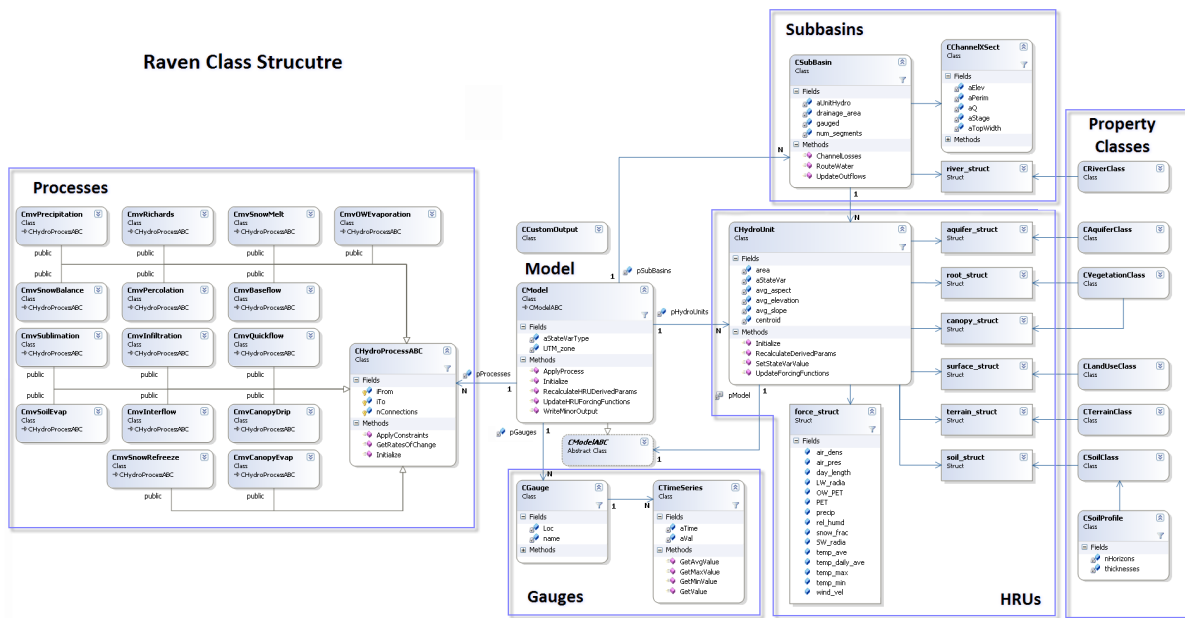 Raven Class Strucutre
Subbasins
CSubBasin
Class
Fields
aUnitHydro
drainage_area
gauged
num_segments
Methods
ChannelLosses
RouteWater
UpdateOutflows
CChannelXSect
Class
Fields
aElev
aPerim
aQ
aStage
aTopWidth
Methods
river_struct
Struct
N
1
Property
Classes
CRiverClass
Class
CAquiferClass
Class
CVegetationClass
Class
CLandUseClass
Class
CTerrainClass
Class
CSoilClass
Class
CSoilProfile
Class
Fields
nHorizons
thicknesses
Processes
CmvPrecipitation
Class
CHydroProcessABC
public
CmvRichards
Class
CHydroProcessABC
public
CmvSnowMelt
Class
CHydroProcessABC
public
CmvOWEvaporation
Class
CHydroProcessABC
public
public
CmvSnowBalance
Class
CHydroProcessABC
public
CmvPercolation
Class
CHydroProcessABC
public
CmvBaseflow
Class
CHydroProcessABC
CmvSublimation
Class
CHydroProcessABC
public
CmvInfiltration
Class
CHydroProcessABC
public
CmvQuickflow
Class
CHydroProcessABC
public
public
CmvSoilEvap
Class
CHydroProcessABC
public
CmvInterflow
Class
CHydroProcessABC
public
CmvCanopyDrip
Class
CHydroProcessABC
CmvSnowRefreeze
Class
CHydroProcessABC
public
CmvCanopyEvap
Class
CHydroProcessABC
public
CHydroProcessABC
Class
Fields
iFrom
iTo
nConnections
Methods
ApplyConstraints
GetRatesOfChange
Initialize
pProcesses
N
1
CCustomOutput
Class
Model
CModel
Class
CModelABC
Fields
aStateVarType
UTM_zone
Methods
ApplyProcess
Initialize
RecalculateHRUDerivedParams
UpdateHRUForcingFunctions
WriteMinorOutput
1
pSubBasins
pHydroUnits
1
N
pGauges
1
N
CModelABC
Abstract Class
1
pModel
1
CGauge
Class
Fields
Loc
name
Methods
1
N
CTimeSeries
Class
Fields
aTime
aVal
Methods
GetAvgValue
GetMaxValue
GetMinValue
GetValue
Gauges
N
CHydroUnit
Class
Fields
area
aStateVar
avg_aspect
avg_elevation
avg_slope
centroid
Methods
Initialize
RecalculateDerivedParams
SetStateVarValue
UpdateForcingFunctions
aquifer_struct
Struct
root_struct
Struct
canopy_struct
Struct
surface_struct
Struct
terrain_struct
Struct
soil_struct
Struct
force_struct
Struct
Fields
air_dens
air_pres
day_length
LW_radia
OW_PET
PET
precip
rel_humd
snow_frac
SW_radia
temp_ave
temp_daily_ave
temp_max
temp_min
wind_vel
HRUs